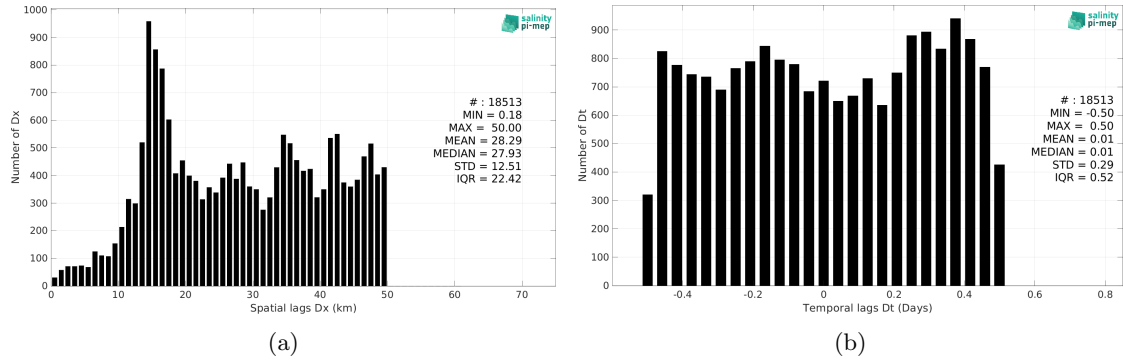 1000
900
800
700
600
500
400
300
200
100
0
Number of Dx
salinity
pi-mep
# : 18513
MIN = 0.18
MAX = 50.00
MEAN = 28.29
MEDIAN = 27.93
STD = 12.51
IQR = 22.42
0 10 20 30 40 50 60 70
Spatial lags Dx (km)
(a)
900
800
700
600
500
400
300
200
100
0
Number of Dt
salinity
pi-mep
# : 18513
MIN = -0.50
MAX = 0.50
MEAN = 0.01
MEDIAN = 0.01
STD = 0.29
IQR = 0.52
-0.4 -0.2 0 0.2 0.4 0.6 0.8
Temporal lags Dt (Days)
(b)